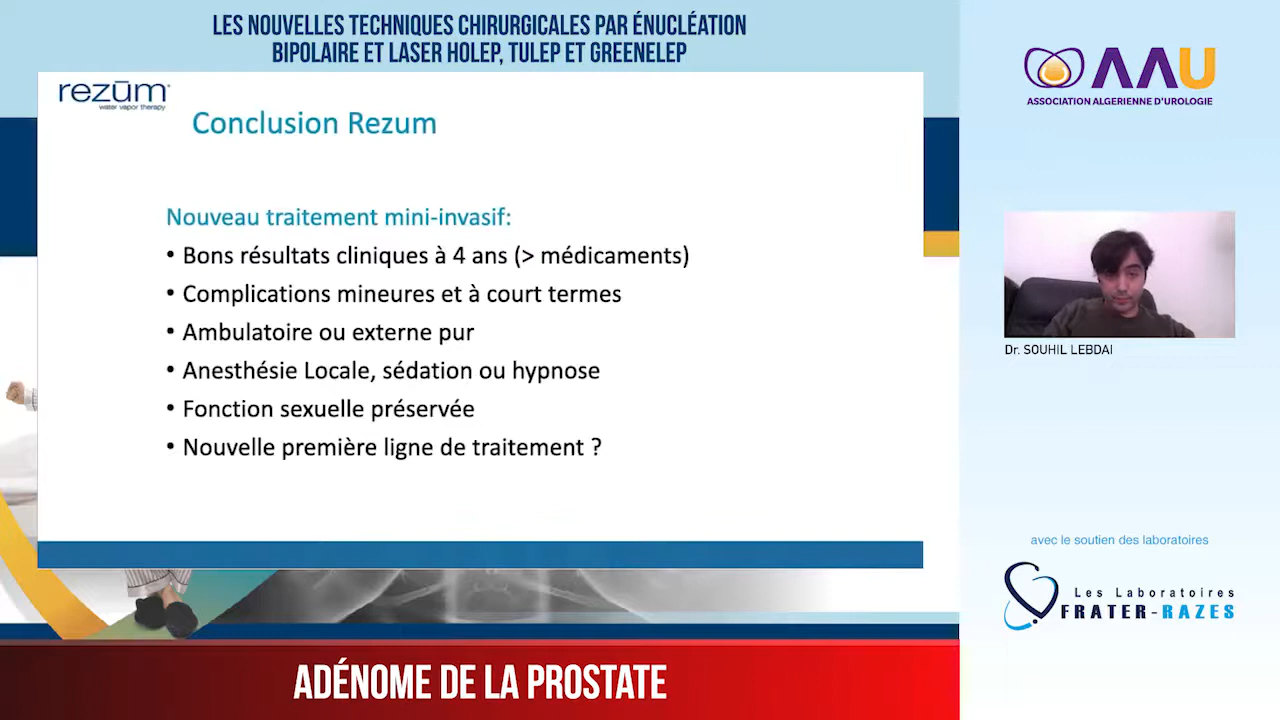 LES NOUVELLES TECHNIQUES CHIRURGICALES PAR ÉNUCLÉATION
BIPOLAIRE ET LASER HOLEP, TULEP ET GREENELEP
rezūm
water vapor therapy
Conclusion Rezum
Nouveau traitement mini-invasif:
• Bons résultats cliniques à 4 ans (> médicaments)
• Complications mineures et à court termes
• Ambulatoire ou externe pur
• Anesthésie Locale, sédation ou hypnose
• Fonction sexuelle préservée
• Nouvelle première ligne de traitement ?
ADÉNOME DE LA PROSTATE
AAU
ASSOCIATION ALGERIENNE D'UROLOGIE
Dr. SOUHIL LEBDAI
avec le soutien des laboratoires
Les Laboratoires
FRATER-RAZES